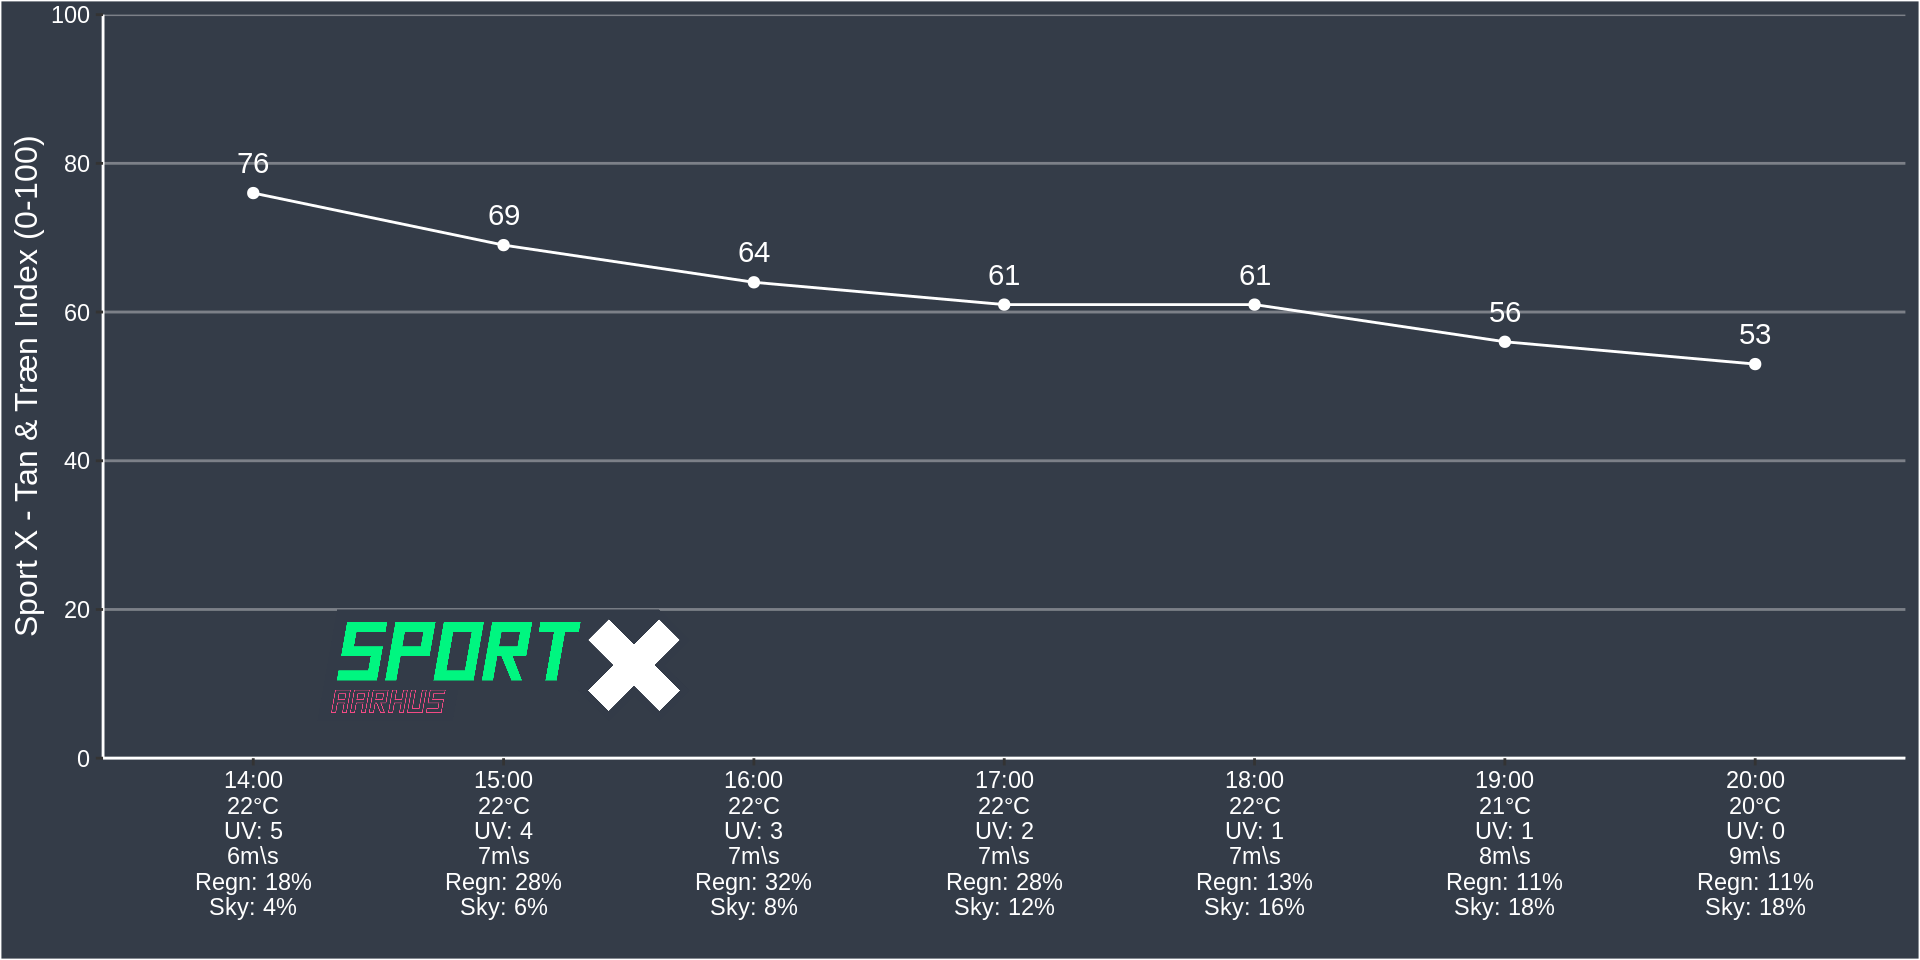 Sport X - Tan & Træn Index (0-100)
100
80
60
40
20
0
76
69
64
61
61
56
53
SPORT X
AARHUS
14:00 15:00 16:00 17:00 18:00 19:00 20:00
22°C 22°C 22°C 22°C 22°C 21°C 20°C
UV: 5 UV: 4 UV: 3 UV: 2 UV: 1 UV: 1 UV: 0
6m\s 7m\s 7m\s 7m\s 7m\s 8m\s 9m\s
Regn: 18% Regn: 28% Regn: 32% Regn: 28% Regn: 13% Regn: 11% Regn: 11%
Sky: 4% Sky: 6% Sky: 8% Sky: 12% Sky: 16% Sky: 18% Sky: 18%